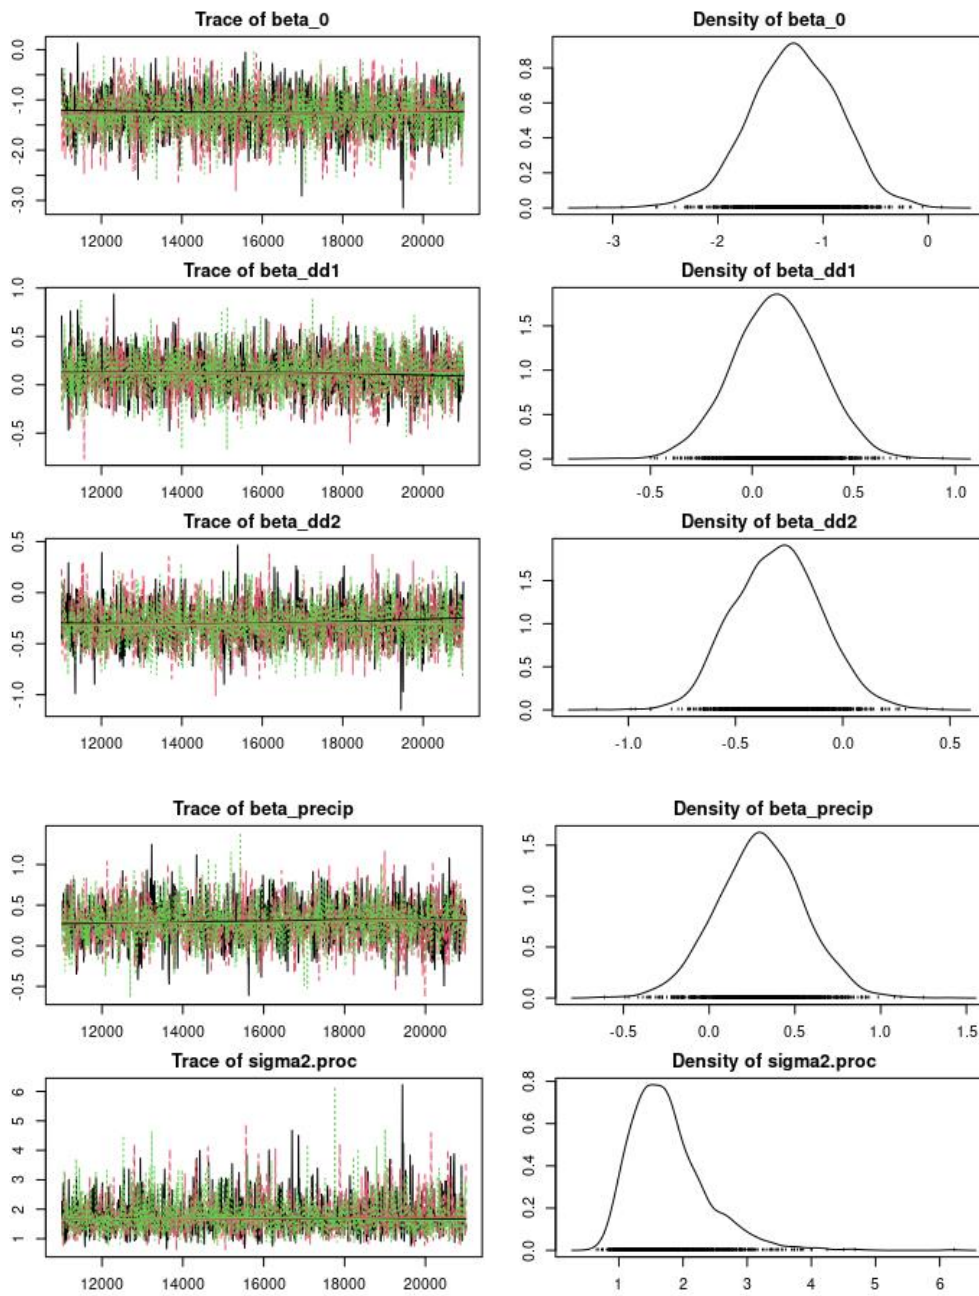 Trace of beta_0
0.0
-1.0
-2.0
-3.0
12000 14000 16000 18000 20000
Density of beta_0
0.8
0.6
0.4
0.2
0.0
-3 -2 -1 0
Trace of beta_dd1
1.0
0.5
0.0
-0.5
12000 14000 16000 18000 20000
Density of beta_dd1
1.5
1.0
0.5
0.0
-0.5 0.0 0.5 1.0
Trace of beta_dd2
0.5
0.0
-0.5
-1.0
12000 14000 16000 18000 20000
Density of beta_dd2
1.5
1.0
0.5
0.0
-1.0 -0.5 0.0 0.5
Trace of beta_precip
1.0
0.5
0.0
-0.5
12000 14000 16000 18000 20000
Density of beta_precip
1.5
1.0
0.5
0.0
-0.5 0.0 0.5 1.0 1.5
Trace of sigma2.proc
6
5
4
3
2
1
12000 14000 16000 18000 20000
Density of sigma2.proc
0.8
0.6
0.4
0.2
0.0
1 2 3 4 5 6